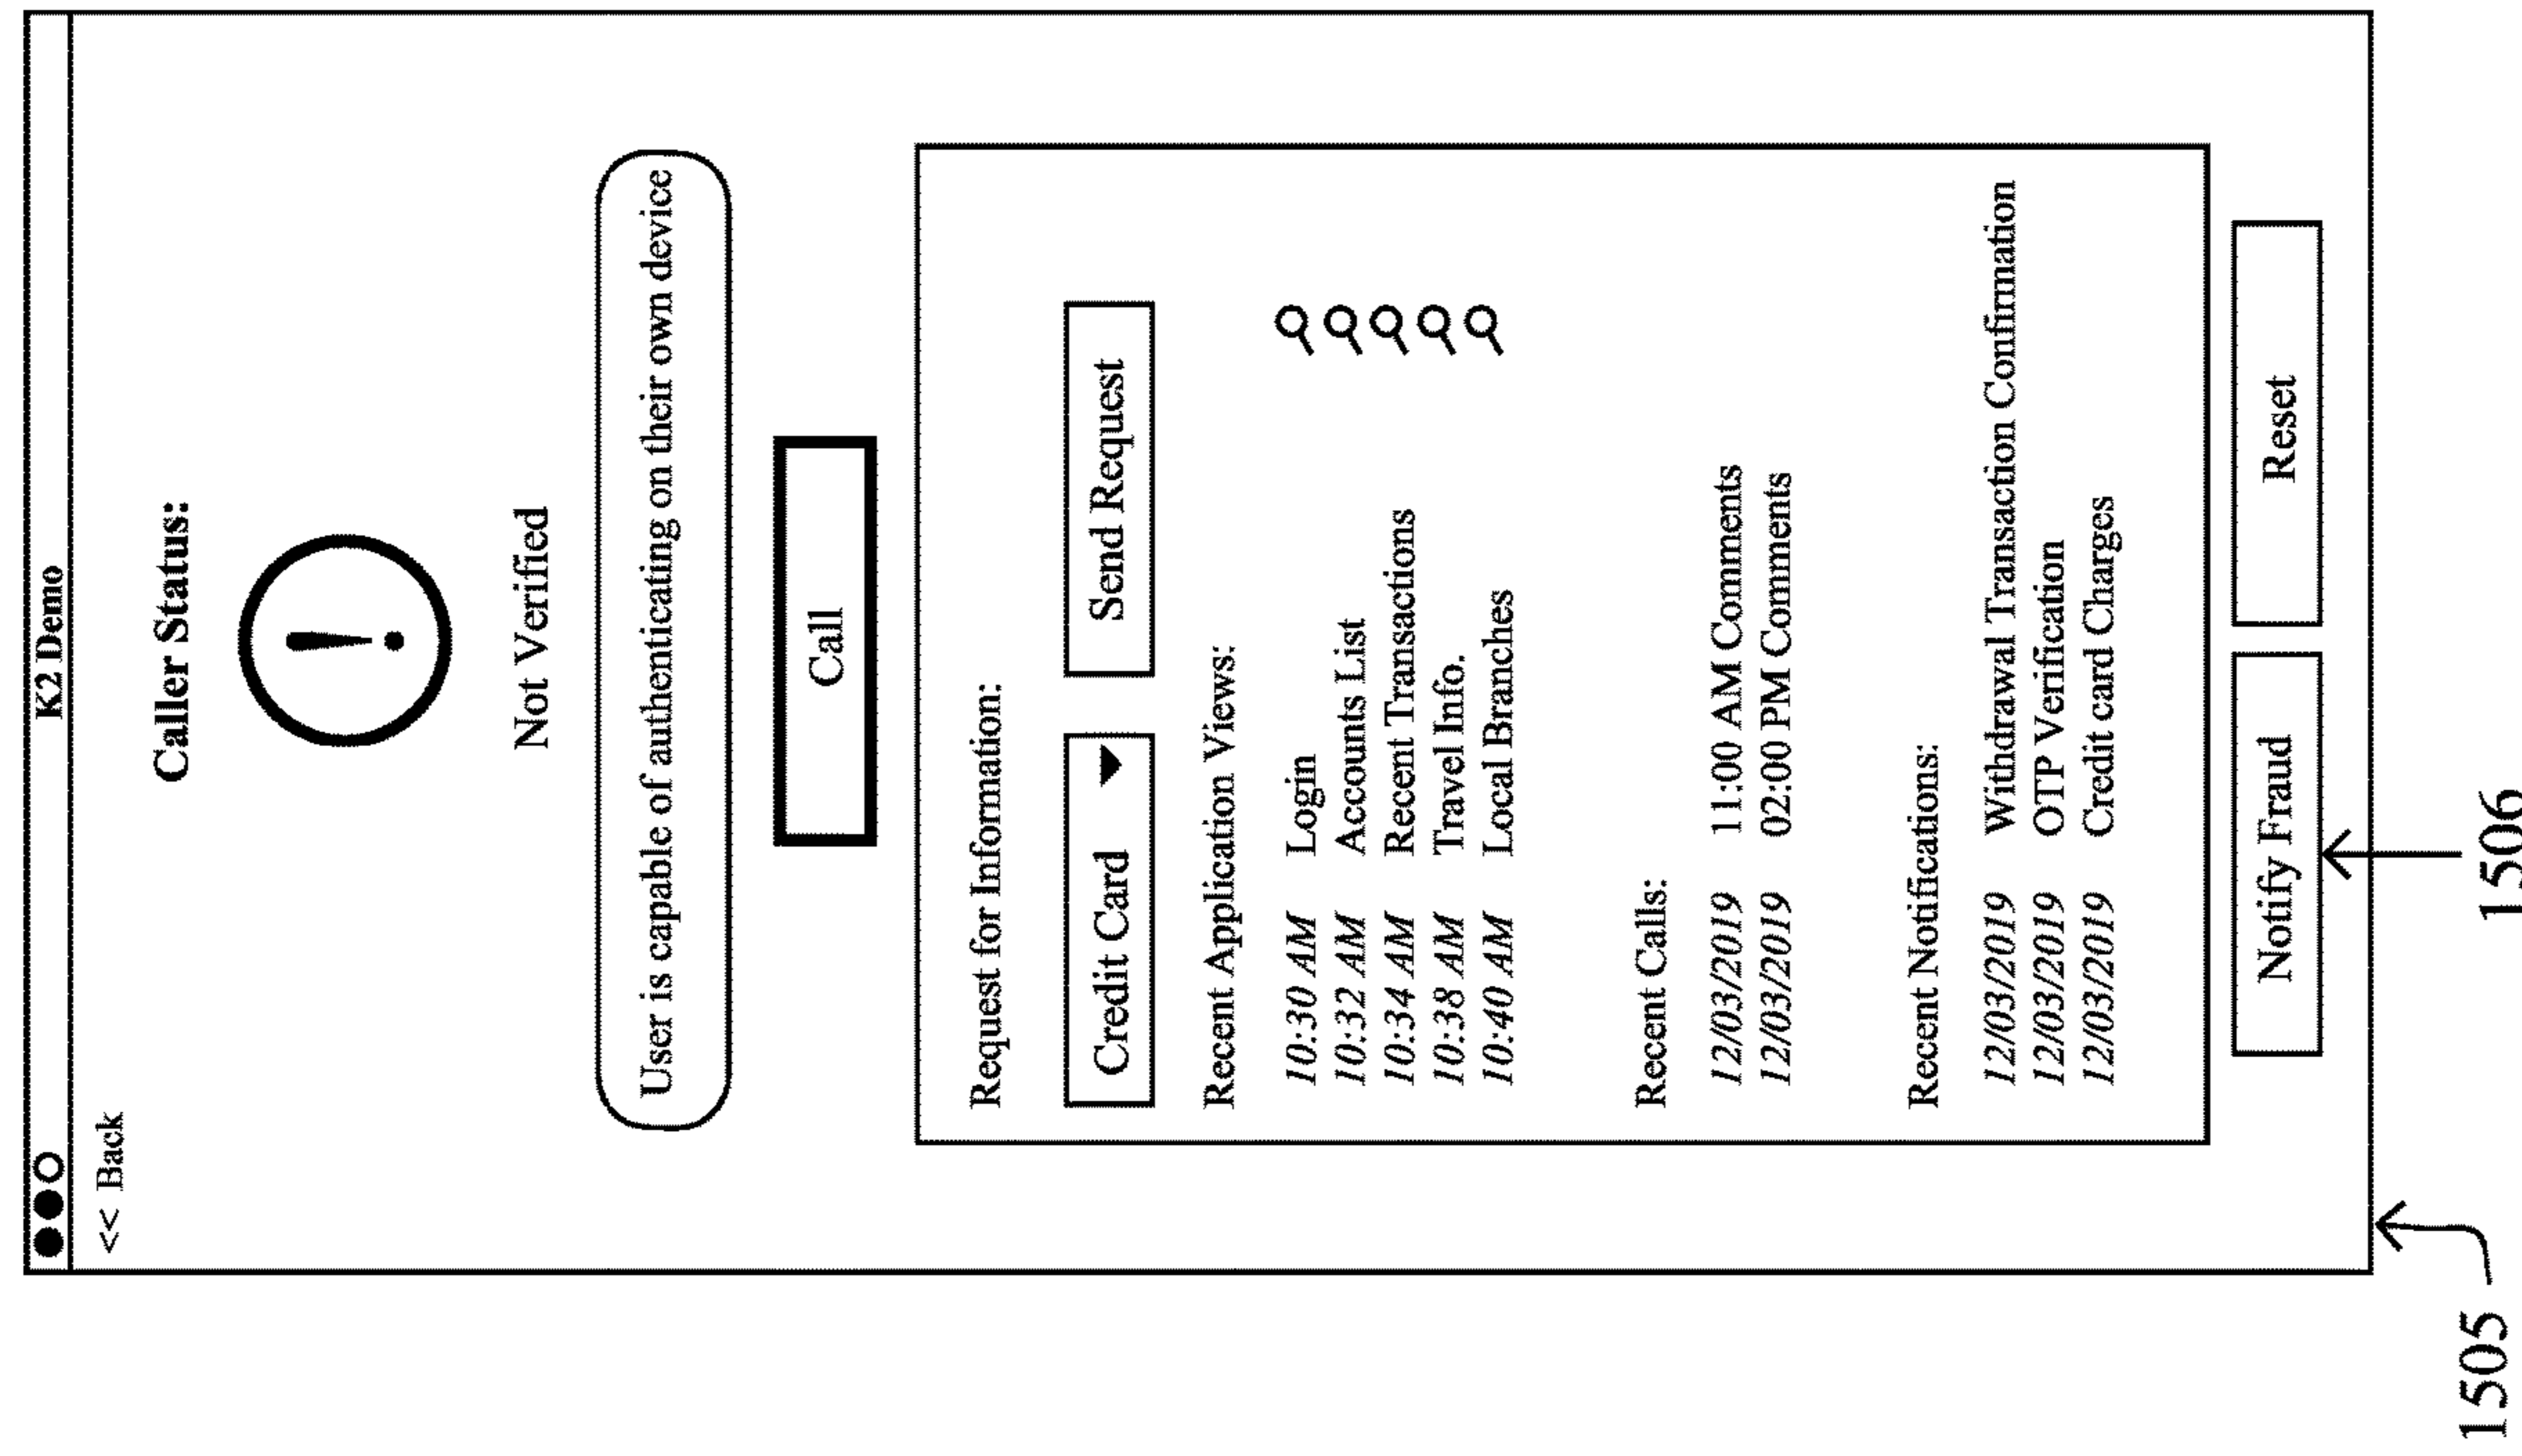 K2 Demo
<< Back
Caller Status:
!
Not Verified
User is capable of authenticating on their own device
Call
Request for Information:
Credit Card Send Request
Recent Application Views:
10:30 AM Login
10:32 AM Accounts List
10:34 AM Recent Transactions
10:38 AM Travel Info.
10:40 AM Local Branches
Recent Calls:
12/03/2019 11:00 AM Comments
12/03/2019 02:00 PM Comments
Recent Notifications:
12/03/2019 Withdrawal Transaction Confirmation
12/03/2019 OTP Verification
12/03/2019 Credit card Charges
Notify Fraud Reset
1505
1506